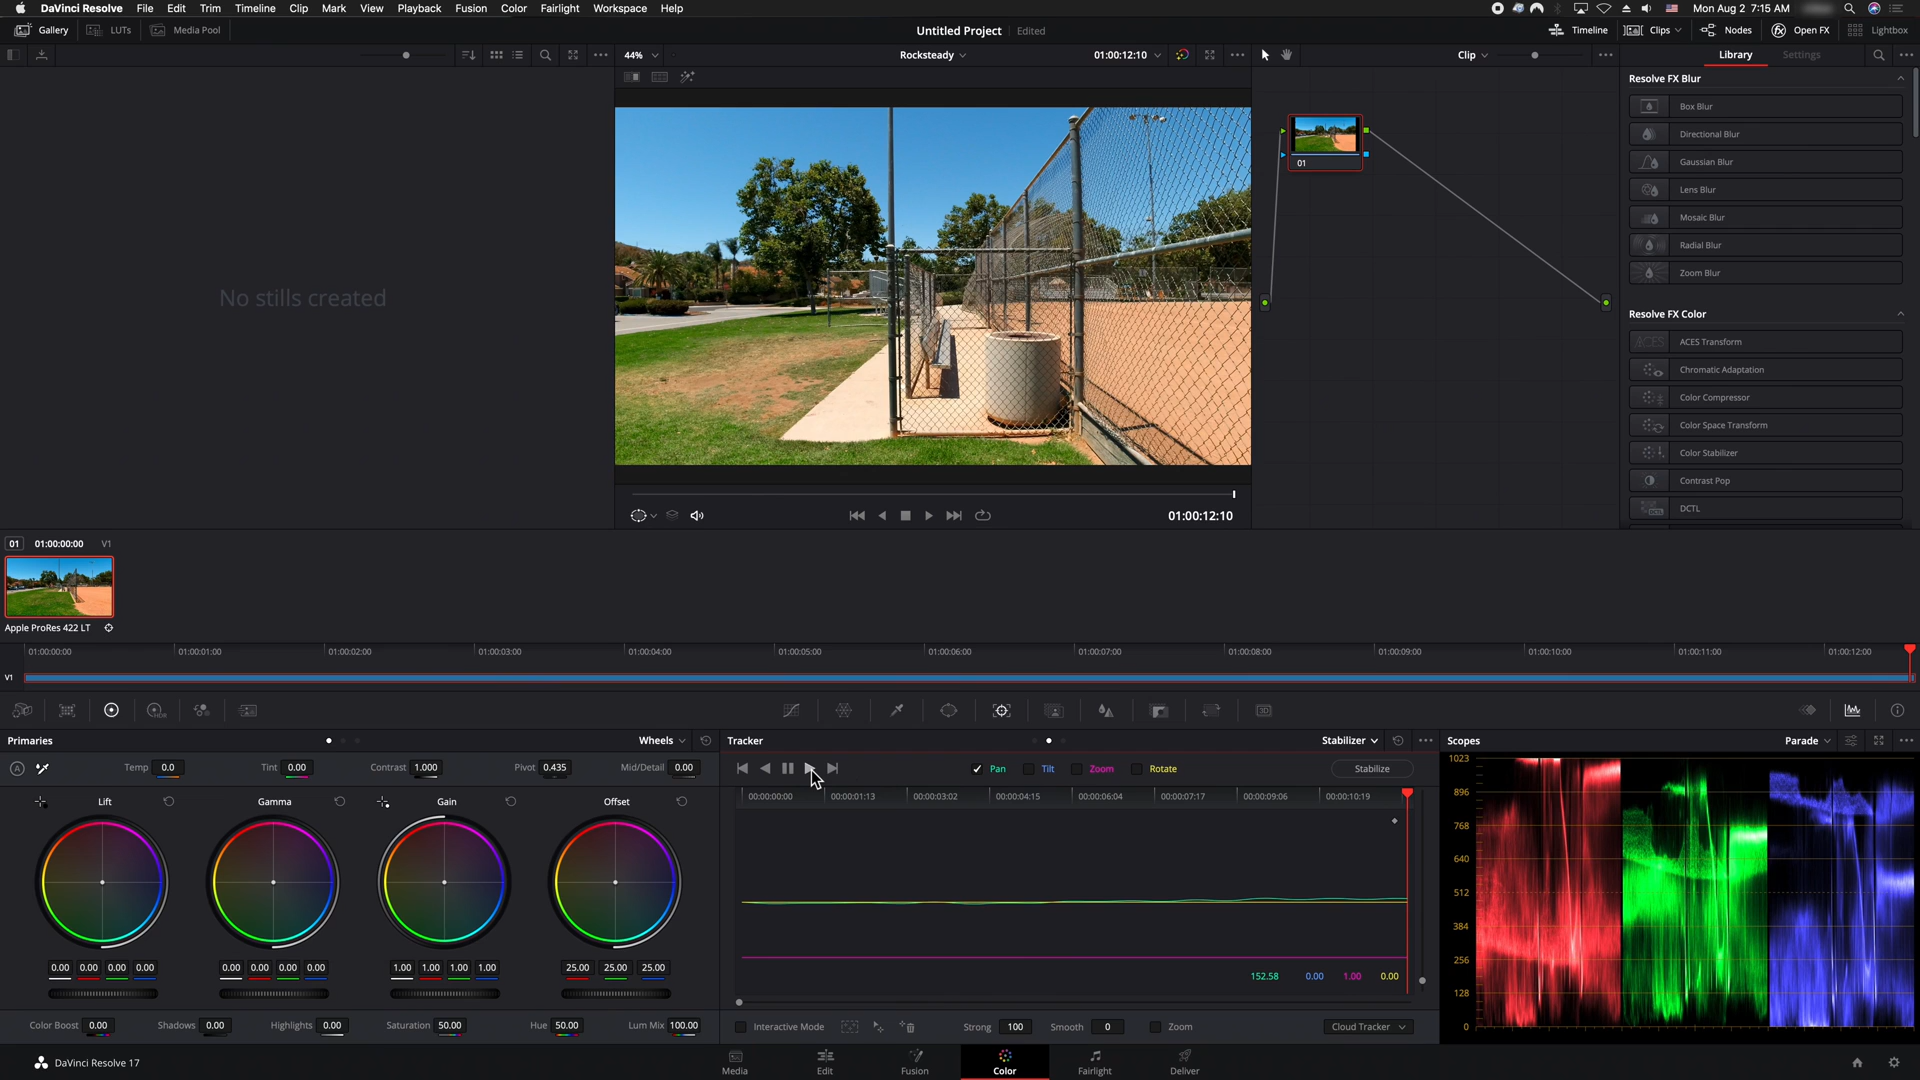 DaVinci Resolve File Edit Trim Timeline Clip Mark View Playback Fusion Color Fairlight Workspace Help Mon Aug 2 7:15 AM
Gallery LUTs Media Pool Untitled Project Edited Timeline Clips Nodes Open FX Lightbox
44% Rocksteady 01:00:12:10 Clip Library Settings
Resolve FX Blur
Box Blur
Directional Blur
Gaussian Blur
Lens Blur
Mosaic Blur
Radial Blur
Zoom Blur
Resolve FX Color
ACES ACES Transform
Chromatic Adaptation
Color Compressor
Color Space Transform
Color Stabilizer
Contrast Pop
DCTL
01
No stills created
01:00:12:10
01 01:00:00:00 V1
Apple ProRes 422 LT
01:00:00:00 01:00:01:00 01:00:02:00 01:00:03:00 01:00:04:00 01:00:05:00 01:00:06:00 01:00:07:00 01:00:08:00 01:00:09:00 01:00:10:00 01:00:11:00 01:00:12:00
V1
HDR 3D
Primaries Wheels Tracker Stabilizer Scopes Parade
A Temp 0.0 Tint 0.00 Contrast 1.000 Pivot 0.435 Mid/Detail 0.00 Pan Tilt Zoom Rotate Stabilize
Lift Gamma Gain Offset
00:00:00:00 00:00:01:13 00:00:03:02 00:00:04:15 00:00:06:04 00:00:07:17 00:00:09:06 00:00:10:19
1023
896
768
640
512
384
256
128
0
0.00 0.00 0.00 0.00 0.00 0.00 0.00 0.00 1.00 1.00 1.00 1.00 25.00 25.00 25.00
152.58 0.00 1.00 0.00
Color Boost 0.00 Shadows 0.00 Highlights 0.00 Saturation 50.00 Hue 50.00 Lum Mix 100.00
Interactive Mode Strong 100 Smooth 0 Zoom Cloud Tracker
DaVinci Resolve 17 Media Edit Fusion Color Fairlight Deliver